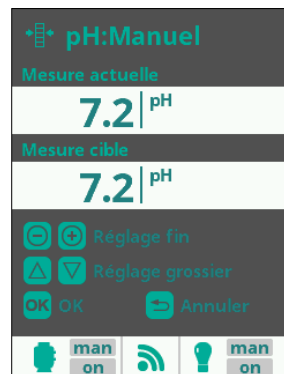 pH:Manuel
Mesure actuelle
7.2 pH
Mesure cible
7.2 pH
Réglage fin
Réglage grossier
OK OK Annuler
man man
on on